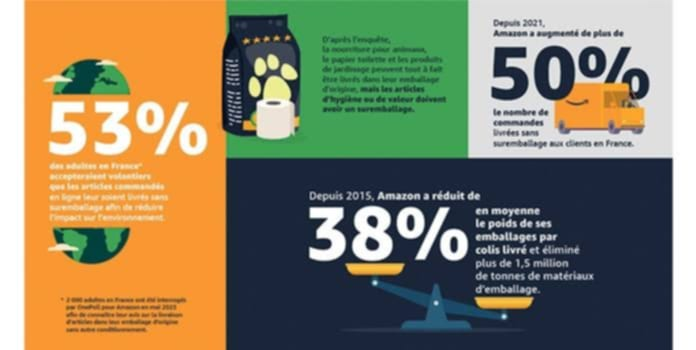 53%
des adultes en France*
accepteraient volontiers
que les articles commandés
en ligne leur soient livrés sans
suremballage afin de réduire
l'impact sur l'environnement.
* 2 000 adultes en France ont été interrogés
par OnePoll pour Amazon en mai 2023
afin de connaître leur avis sur la livraison
d'articles dans leur emballage d'origine
sans autre conditionnement.
D'après l'enquête,
la nourriture pour animaux,
le papier toilette et les produits
de jardinage peuvent tout à fait
être livrés dans leur emballage
d'origine, mais les articles
d'hygiène ou de valeur doivent
avoir un suremballage.
Depuis 2021,
Amazon a augmenté de plus de
50%
le nombre de
commandes
livrées sans
suremballage aux clients en France.
Depuis 2015, Amazon a réduit de
38%
en moyenne
le poids de ses
emballages par
colis livré et éliminé
plus de 1,5 million
de tonnes de matériaux
d'emballage.